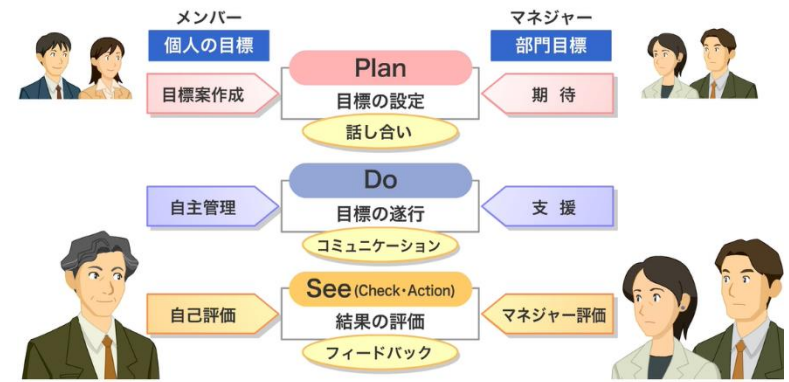 メンバー
個人の目標
マネジャー
部門目標
Plan
目標案作成
目標の設定
期 待
話し合い
Do
自主管理
目標の遂行
支 援
コミュニケーション
See(Check・Action)
自己評価
結果の評価
マネジャー評価
フィードバック